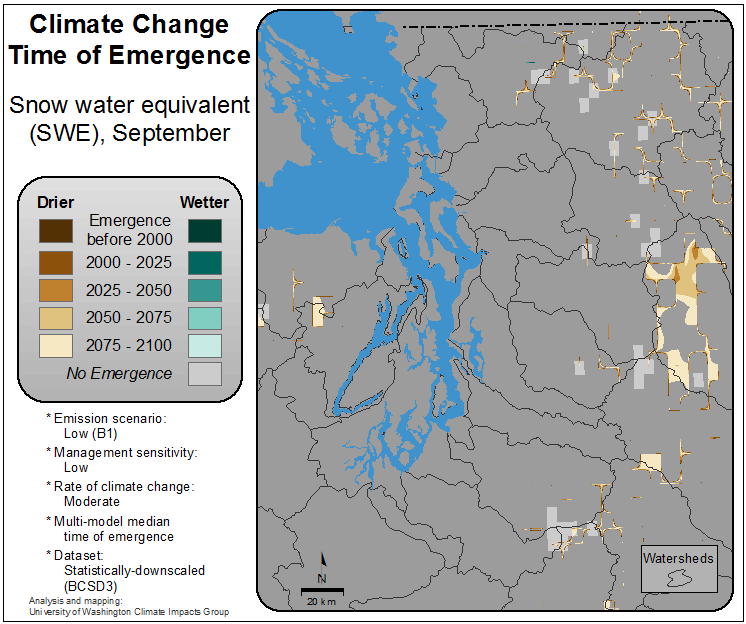 Climate Change
Time of Emergence
Snow water equivalent
(SWE), September
Drier Wetter
Emergence
before 2000
2000 - 2025
2025 - 2050
2050 - 2075
2075 - 2100
No Emergence
* Emission scenario:
Low (B1)
* Management sensitivity:
Low
* Rate of climate change:
Moderate
* Multi-model median
time of emergence
* Dataset:
Statistically-downscaled
(BCSD3)
Analysis and mapping:
University of Washington Climate Impacts Group
N
20 km
Watersheds